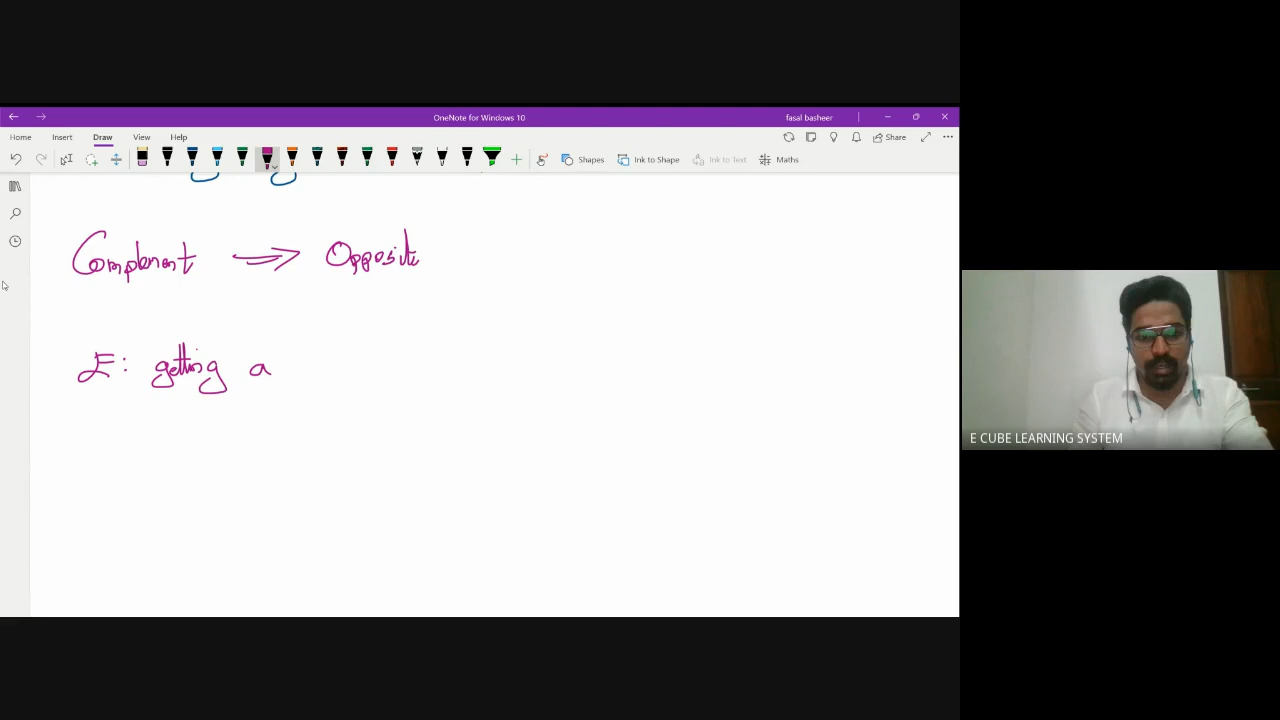 OneNote for Windows 10
fasal basheer
Home Insert Draw View Help
Share
Shapes Ink to Shape Ink to Text Maths
Complement ⇒ Opposite
E: getting a
E CUBE LEARNING SYSTEM